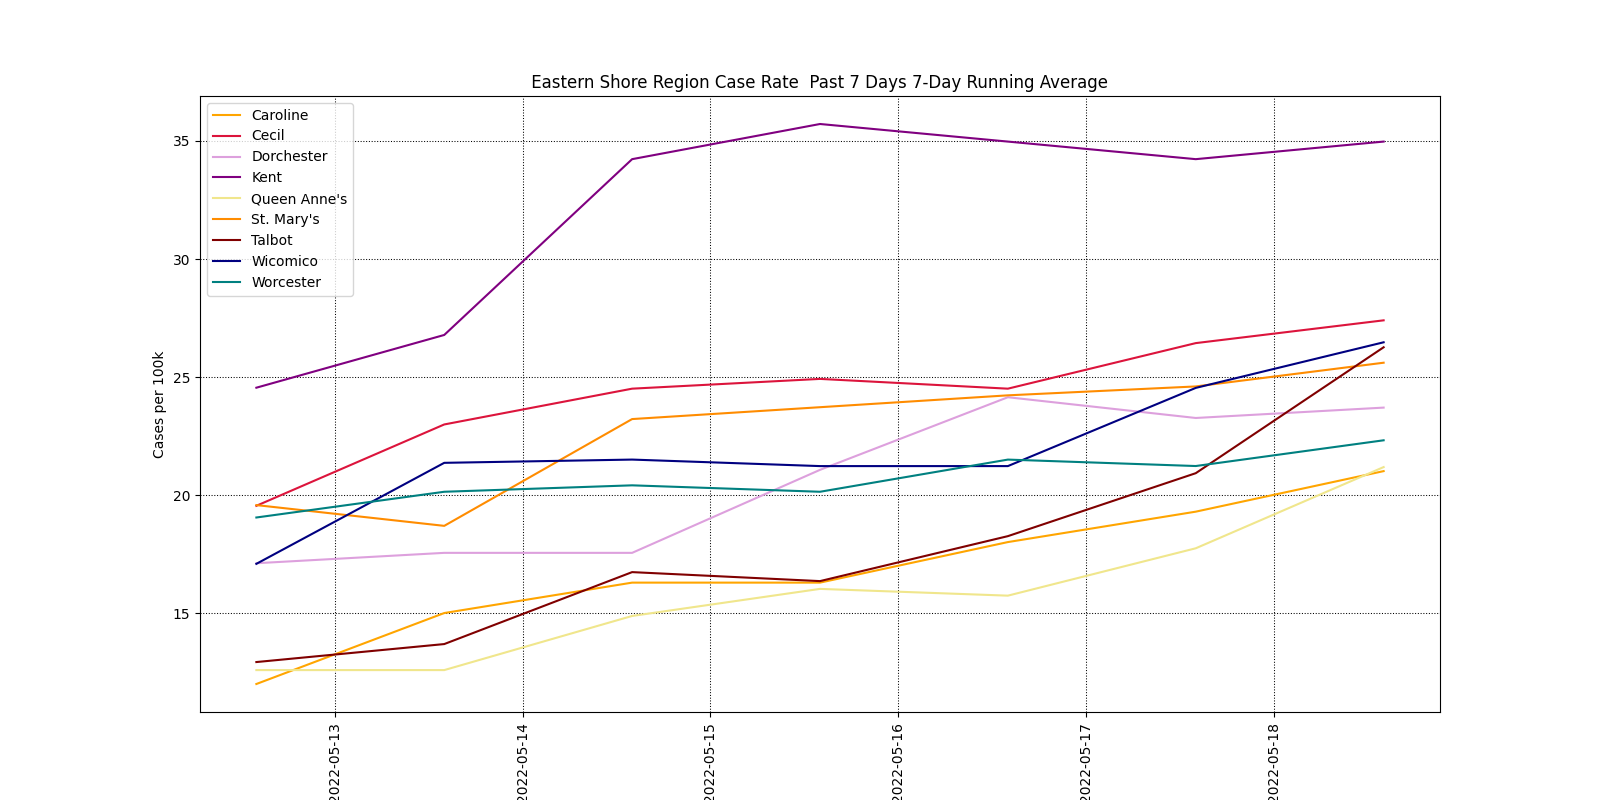 Eastern Shore Region Case Rate  Past 7 Days 7-Day Running Average
Caroline
Cecil
Dorchester
Kent
Queen Anne's
St. Mary's
Talbot
Wicomico
Worcester
Cases per 100k
35
30
25
20
15
2022-05-13
2022-05-14
2022-05-15
2022-05-16
2022-05-17
2022-05-18